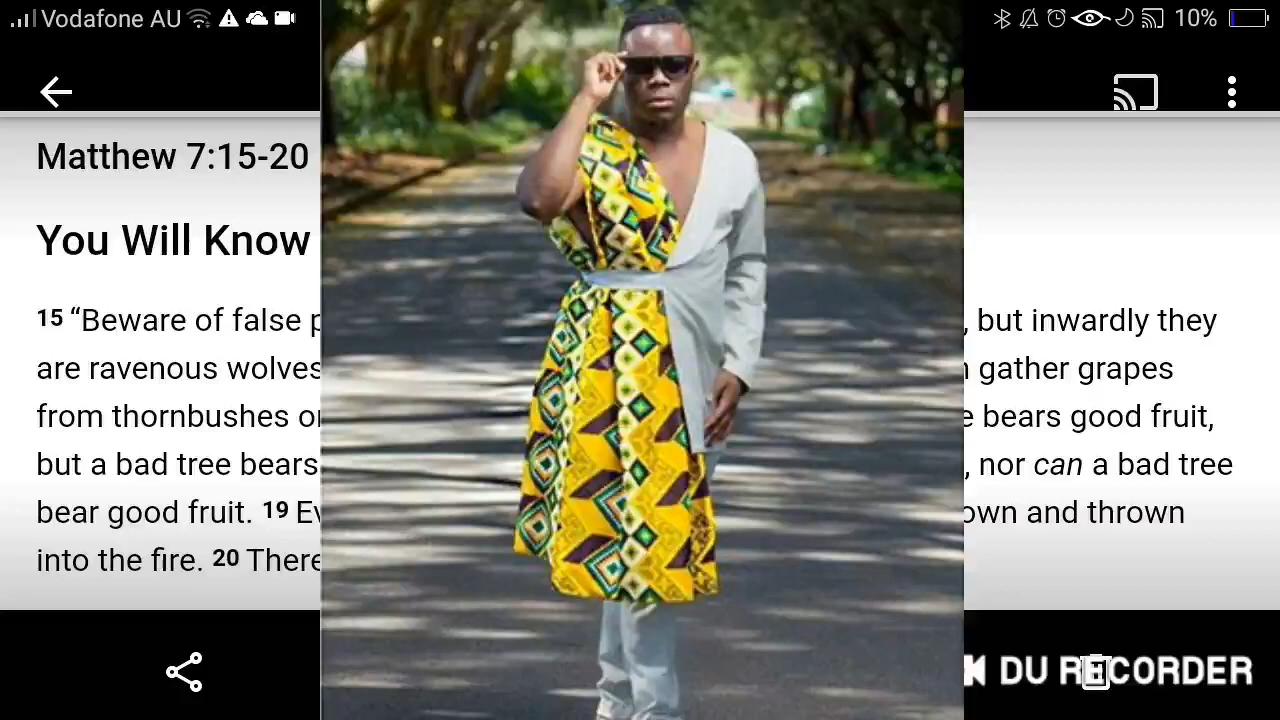 Vodafone AU
10%
Matthew 7:15-20
You Will Know
15 “Beware of false , but inwardly they
are ravenous wolves gather grapes
from thornbushes e bears good fruit,
but a bad tree bears , nor can a bad tree
bear good fruit. 19 own and thrown
into the fire. 20 There
DU RECORDER